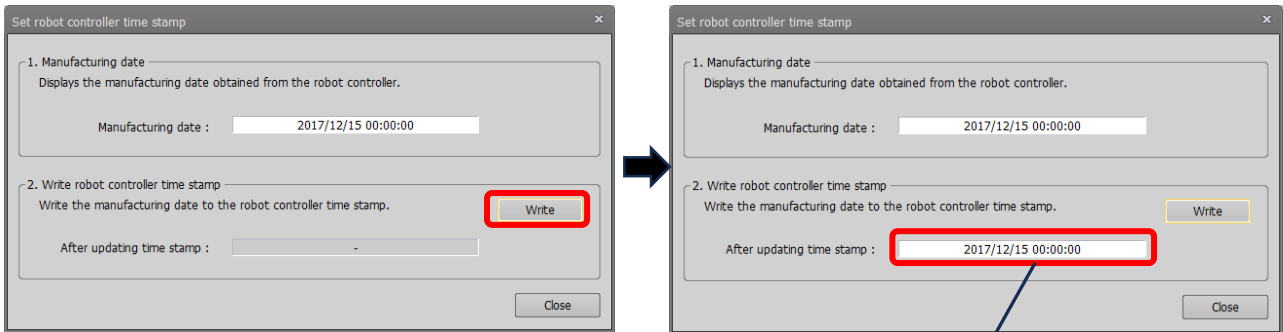 Set robot controller time stamp ×
1. Manufacturing date
Displays the manufacturing date obtained from the robot controller.
Manufacturing date : 2017/12/15 00:00:00
2. Write robot controller time stamp
Write the manufacturing date to the robot controller time stamp.
Write
After updating time stamp : -
Close
Set robot controller time stamp ×
1. Manufacturing date
Displays the manufacturing date obtained from the robot controller.
Manufacturing date : 2017/12/15 00:00:00
2. Write robot controller time stamp
Write the manufacturing date to the robot controller time stamp.
Write
After updating time stamp : 2017/12/15 00:00:00
Close